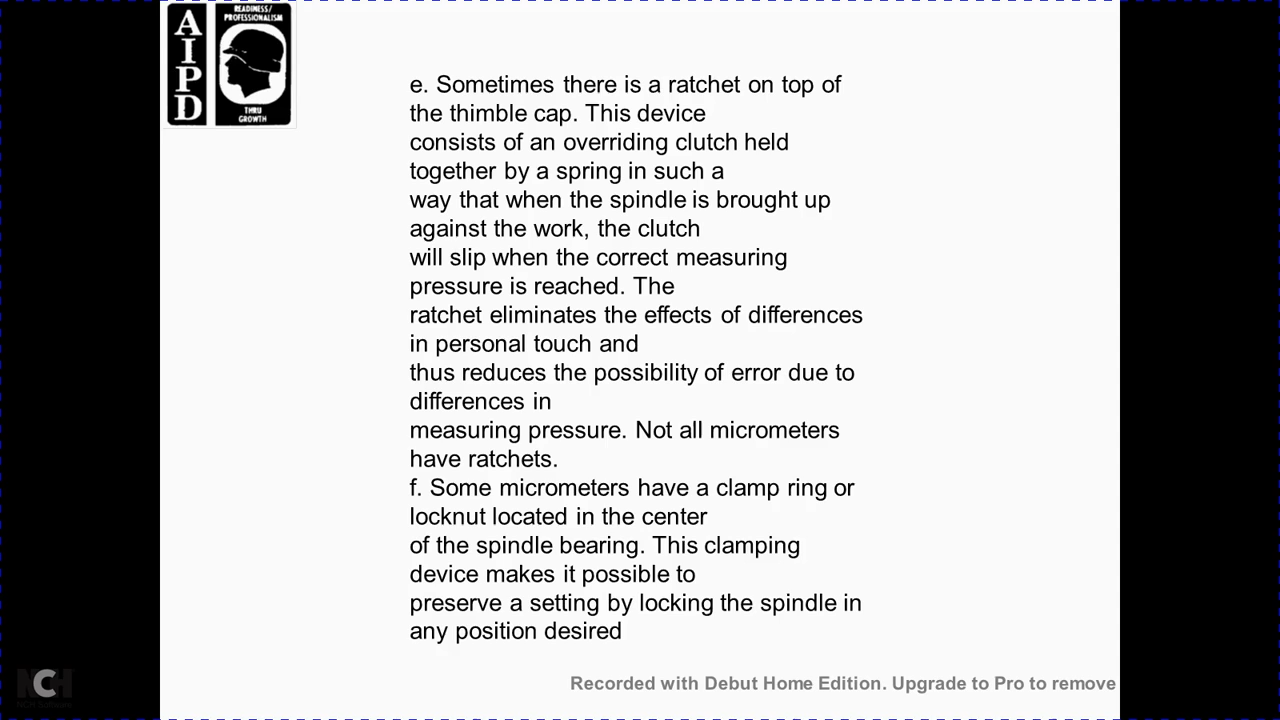 A
I
P
D
READINESS/
PROFESSIONALISM
THRU
GROWTH
e. Sometimes there is a ratchet on top of
the thimble cap. This device
consists of an overriding clutch held
together by a spring in such a
way that when the spindle is brought up
against the work, the clutch
will slip when the correct measuring
pressure is reached. The
ratchet eliminates the effects of differences
in personal touch and
thus reduces the possibility of error due to
differences in
measuring pressure. Not all micrometers
have ratchets.
f. Some micrometers have a clamp ring or
locknut located in the center
of the spindle bearing. This clamping
device makes it possible to
preserve a setting by locking the spindle in
any position desired
NCH
NCH Software
Recorded with Debut Home Edition. Upgrade to Pro to remove